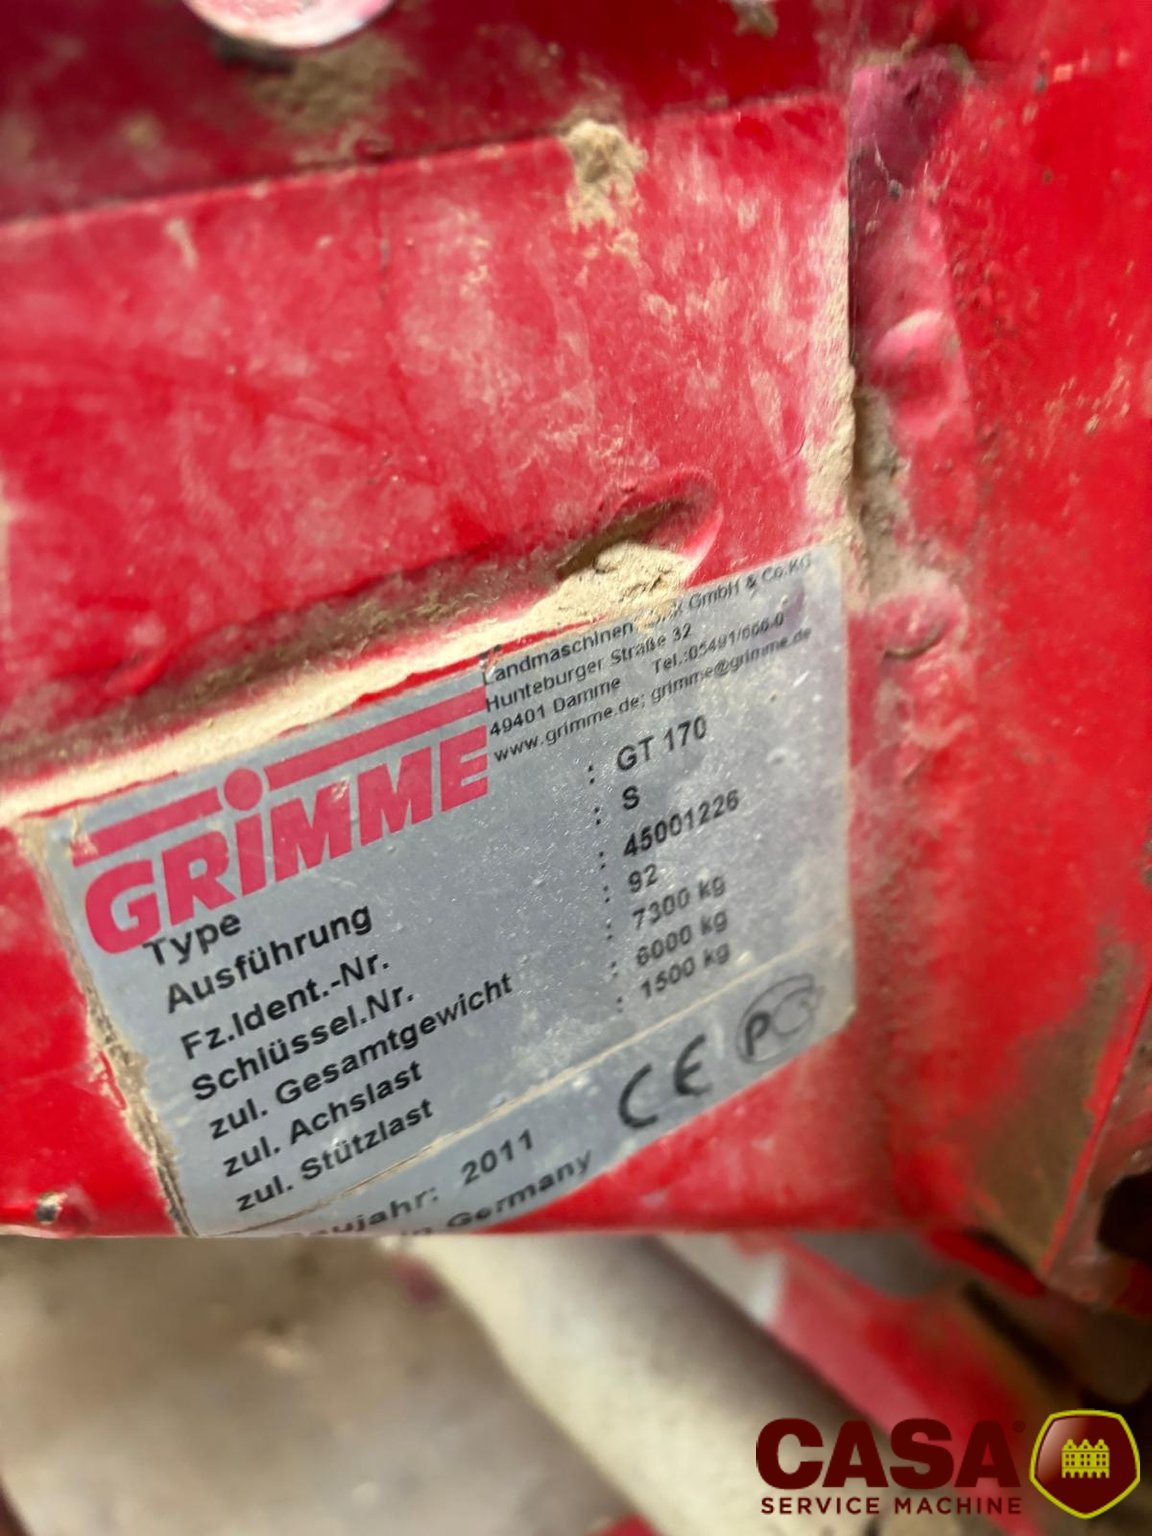 GRIMME
Landmaschinen GmbH & Co.KG
Hunteburger Straße 32
49401 Damme Tel.:05491/666-0
www.grimme.de; grimme@grimme.de
Type : GT 170
Ausführung : S
Fz.Ident.-Nr. : 45001226
Schlüssel.Nr. : 92
zul. Gesamtgewicht : 7300 kg
zul. Achslast : 6000 kg
zul. Stützlast : 1500 kg
2011
in Germany
CE
CASA®
SERVICE MACHINE